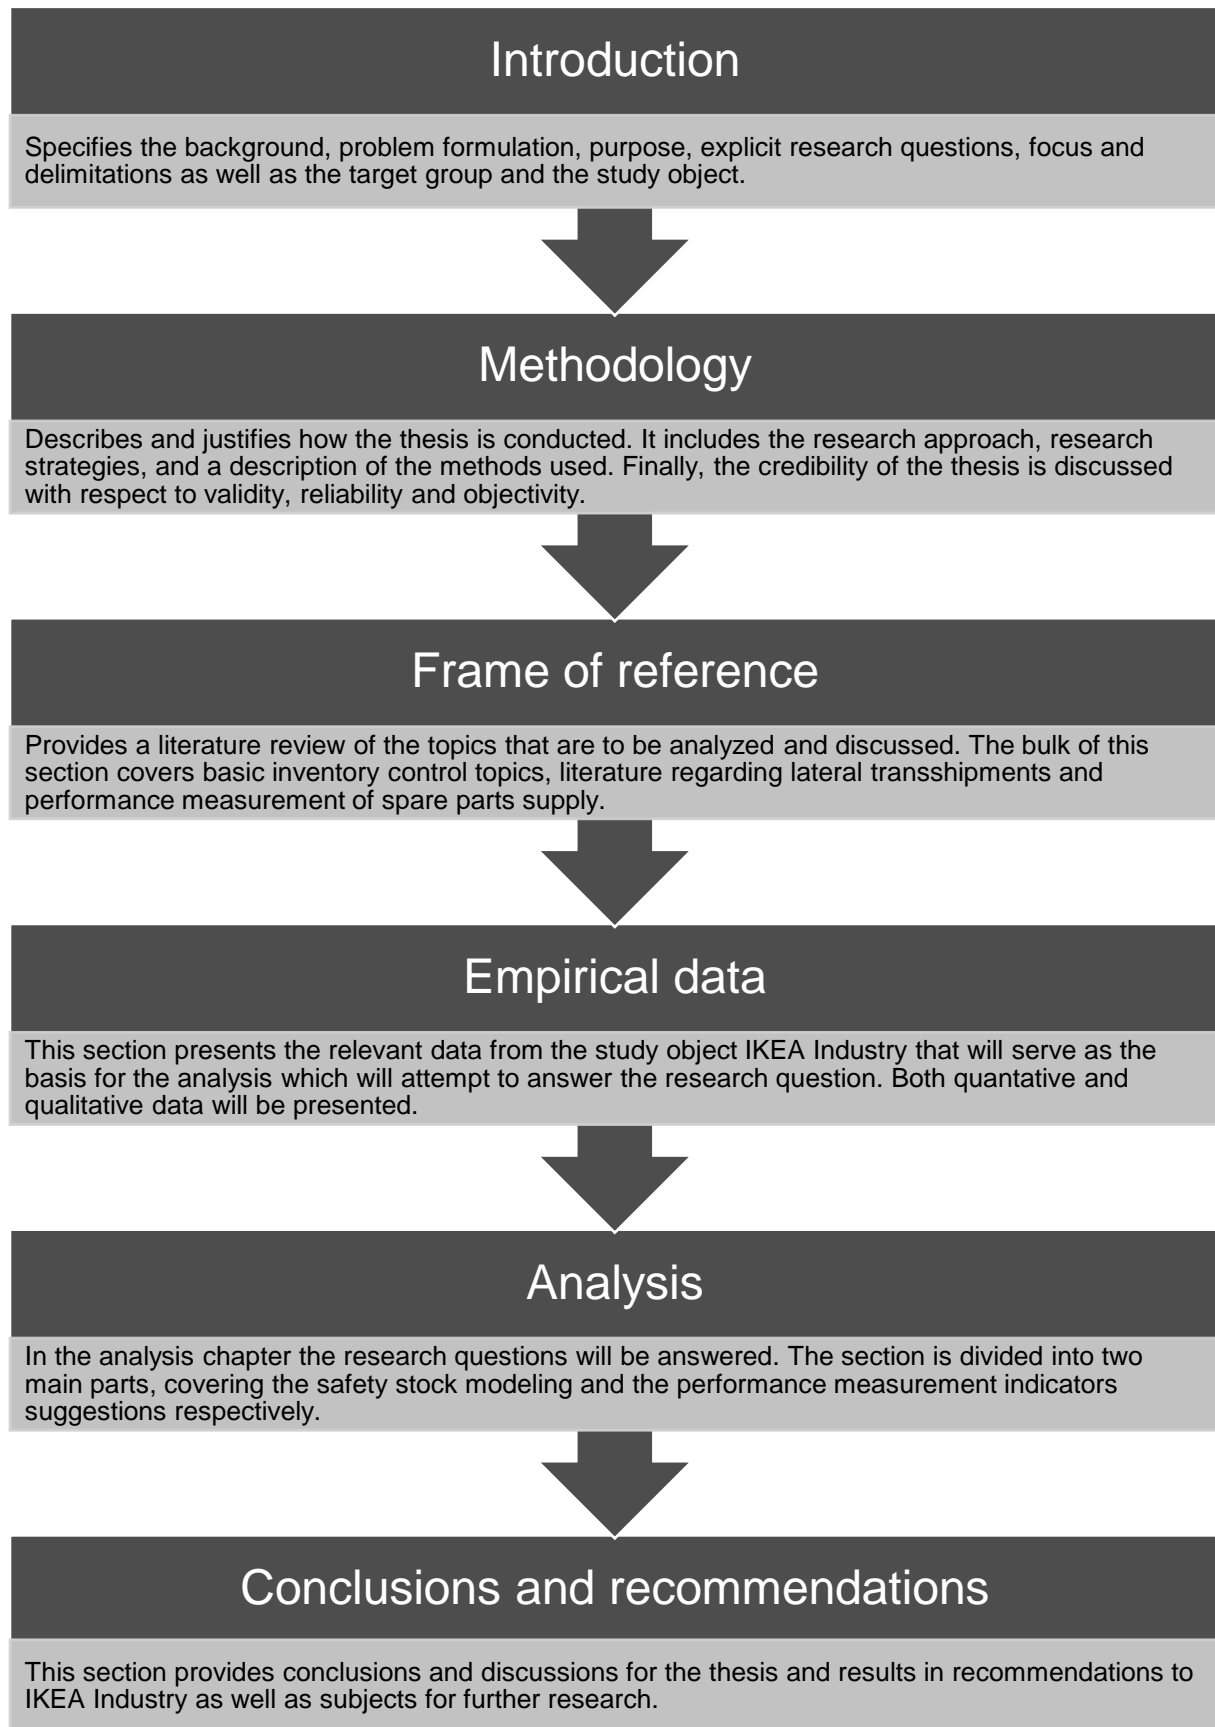 Introduction
Specifies the background, problem formulation, purpose, explicit research questions, focus and
delimitations as well as the target group and the study object.
Methodology
Describes and justifies how the thesis is conducted. It includes the research approach, research
strategies, and a description of the methods used. Finally, the credibility of the thesis is discussed
with respect to validity, reliability and objectivity.
Frame of reference
Provides a literature review of the topics that are to be analyzed and discussed. The bulk of this
section covers basic inventory control topics, literature regarding lateral transshipments and
performance measurement of spare parts supply.
Empirical data
This section presents the relevant data from the study object IKEA Industry that will serve as the
basis for the analysis which will attempt to answer the research question. Both quantative and
qualitative data will be presented.
Analysis
In the analysis chapter the research questions will be answered. The section is divided into two
main parts, covering the safety stock modeling and the performance measurement indicators
suggestions respectively.
Conclusions and recommendations
This section provides conclusions and discussions for the thesis and results in recommendations to
IKEA Industry as well as subjects for further research.